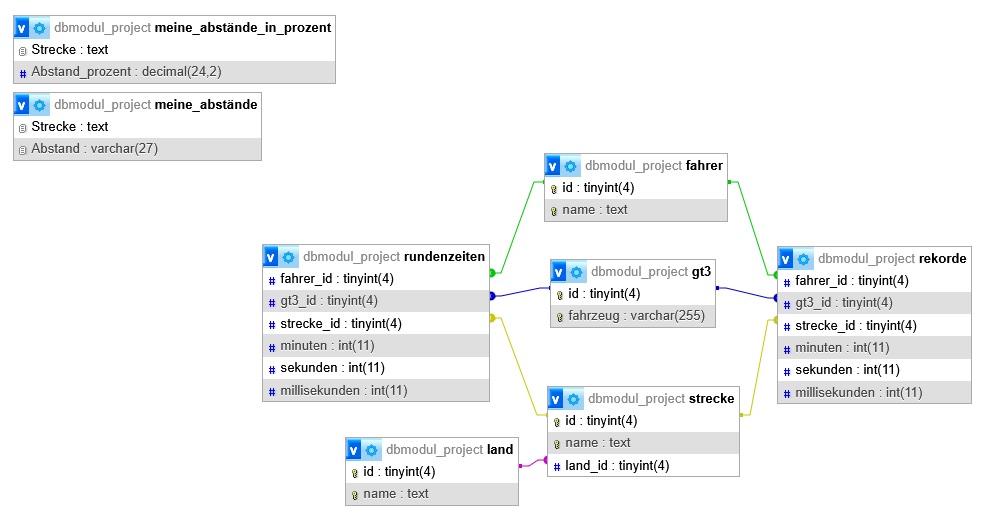 v dbmodul_project meine_abstände_in_prozent
Strecke : text
# Abstand_prozent : decimal(24,2)
v dbmodul_project meine_abstände
Strecke : text
Abstand : varchar(27)
v dbmodul_project fahrer
id : tinyint(4)
name : text
v dbmodul_project rundenzeiten
# fahrer_id : tinyint(4)
# gt3_id : tinyint(4)
# strecke_id : tinyint(4)
# minuten : int(11)
# sekunden : int(11)
# millisekunden : int(11)
v dbmodul_project gt3
id : tinyint(4)
fahrzeug : varchar(255)
v dbmodul_project rekorde
# fahrer_id : tinyint(4)
# gt3_id : tinyint(4)
# strecke_id : tinyint(4)
# minuten : int(11)
# sekunden : int(11)
# millisekunden : int(11)
v dbmodul_project strecke
id : tinyint(4)
name : text
# land_id : tinyint(4)
v dbmodul_project land
id : tinyint(4)
name : text